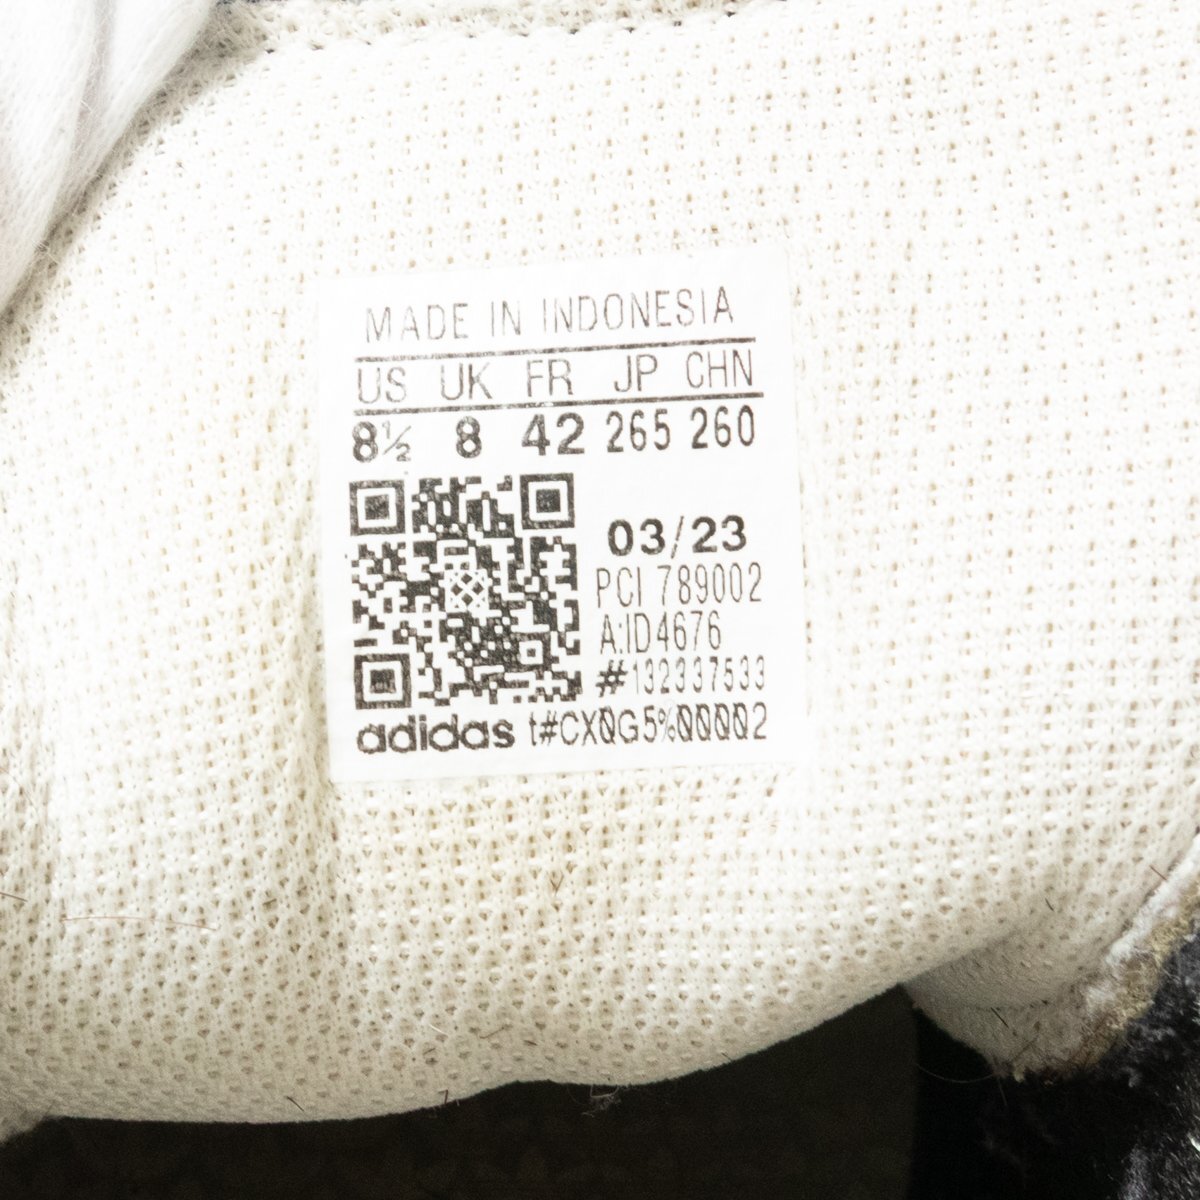 MADE IN INDONESIA
US UK FR JP CHN
8½ 8 42 265 260
03/23
PCI 789002
A:ID4676
#132337533
adidas t#CX0G5%00002